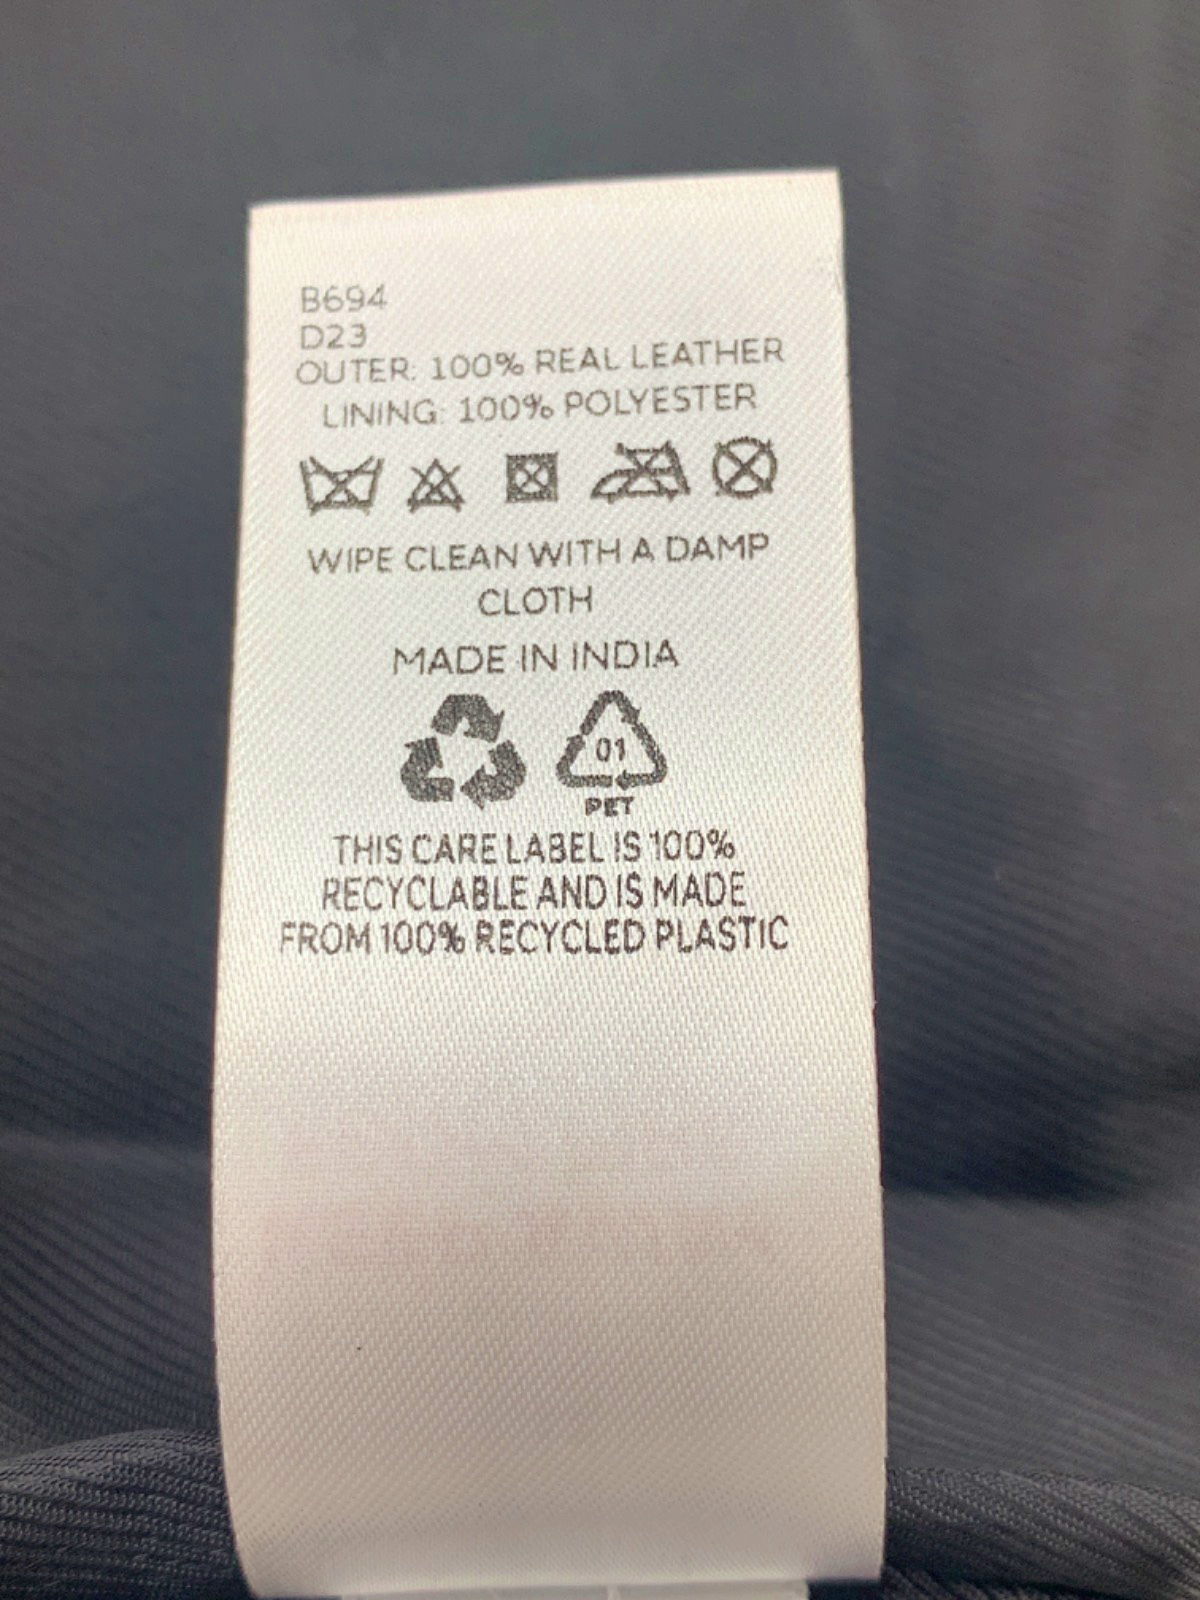 B694
D23
OUTER: 100% REAL LEATHER
LINING: 100% POLYESTER
WIPE CLEAN WITH A DAMP
CLOTH
MADE IN INDIA
01
PET
THIS CARE LABEL IS 100%
RECYCLABLE AND IS MADE
FROM 100% RECYCLED PLASTIC